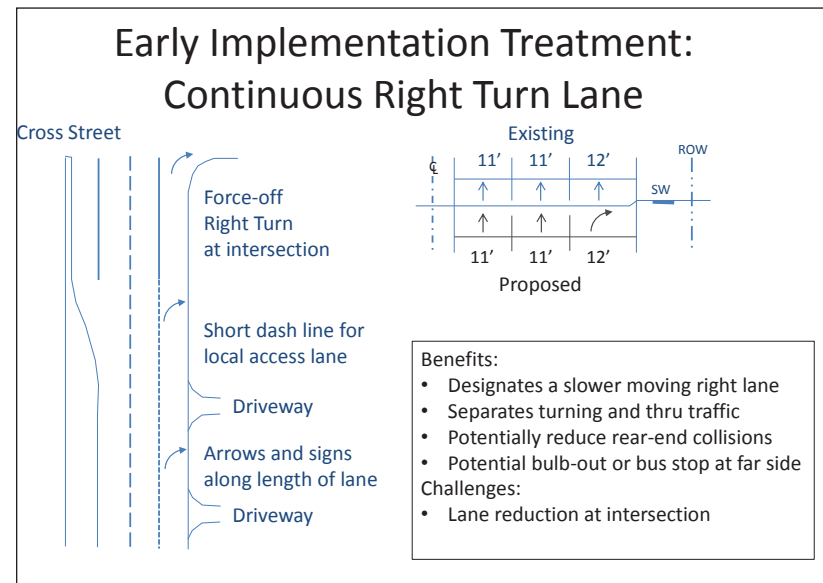 Early Implementation Treatment:
Continuous Right Turn Lane
Cross Street
Force-off
Right Turn
at intersection
Short dash line for
local access lane
Driveway
Arrows and signs
along length of lane
Driveway
Existing
℄
11’ 11’ 12’
ROW
SW
11’ 11’ 12’
Proposed
Benefits:
• Designates a slower moving right lane
• Separates turning and thru traffic
• Potentially reduce rear-end collisions
• Potential bulb-out or bus stop at far side
Challenges:
• Lane reduction at intersection